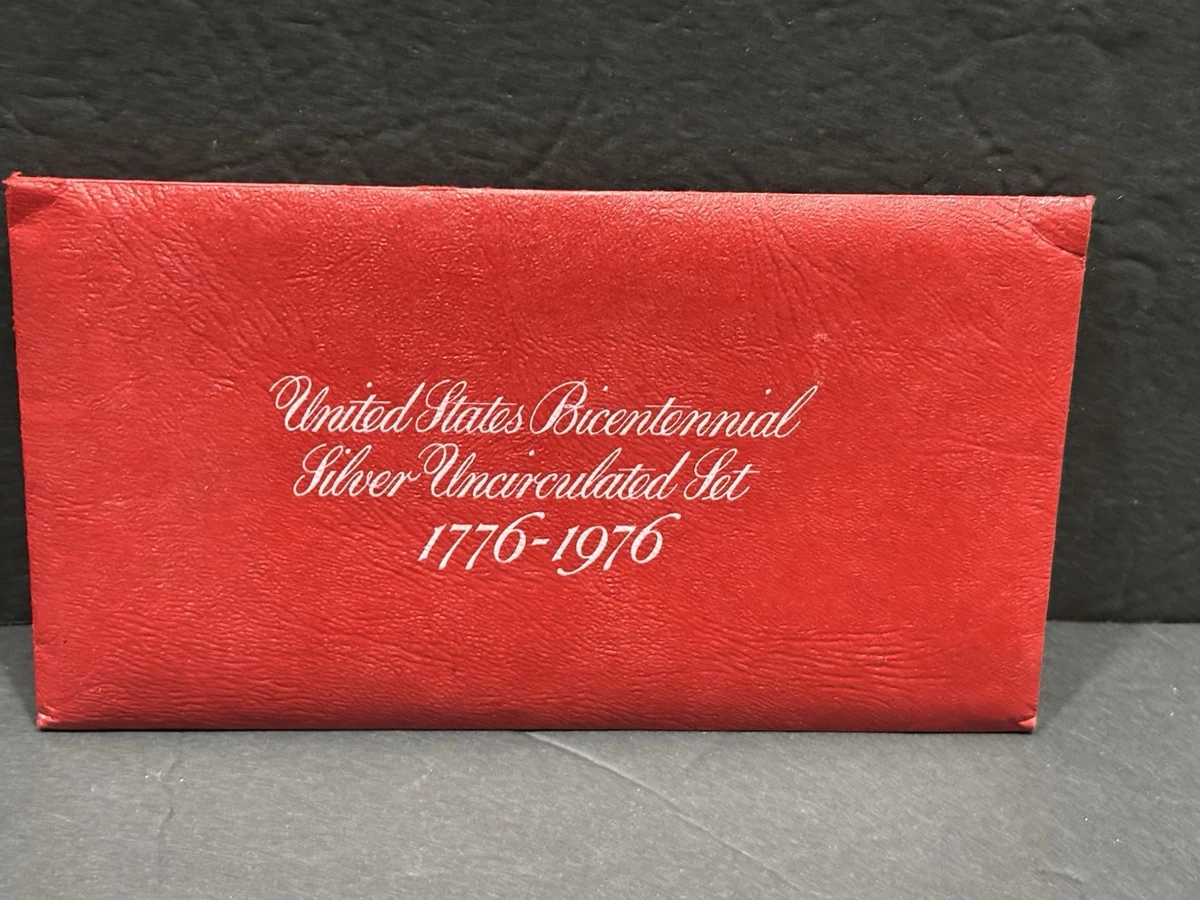 United States Bicentennial
Silver Uncirculated Set
1776-1976